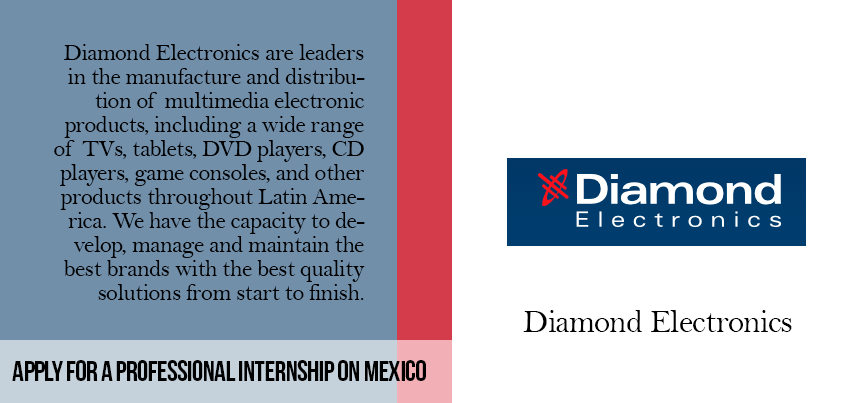 Diamond Electronics are leaders
in the manufacture and distribu-
tion of multimedia electronic
products, including a wide range
of TVs, tablets, DVD players, CD
players, game consoles, and other
products throughout Latin Ame-
rica. We have the capacity to de-
velop, manage and maintain the
best brands with the best quality
solutions from start to finish.
APPLY FOR A PROFESSIONAL INTERNSHIP ON MEXICO
Diamond
Electronics
Diamond Electronics